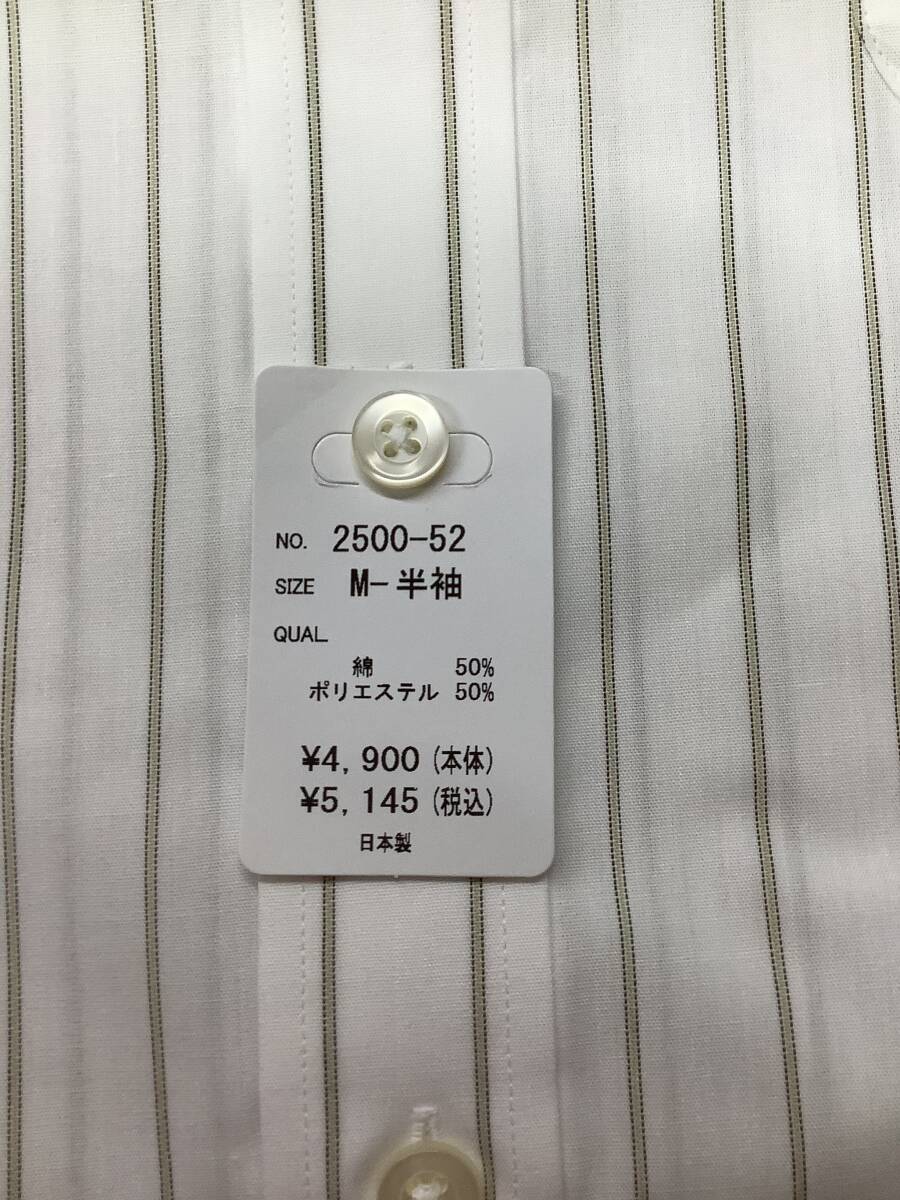 NO. 2500-52
SIZE M-半袖
QUAL
綿 50%
ポリエステル 50%
¥4,900 (本体)
¥5,145 (税込)
日本製